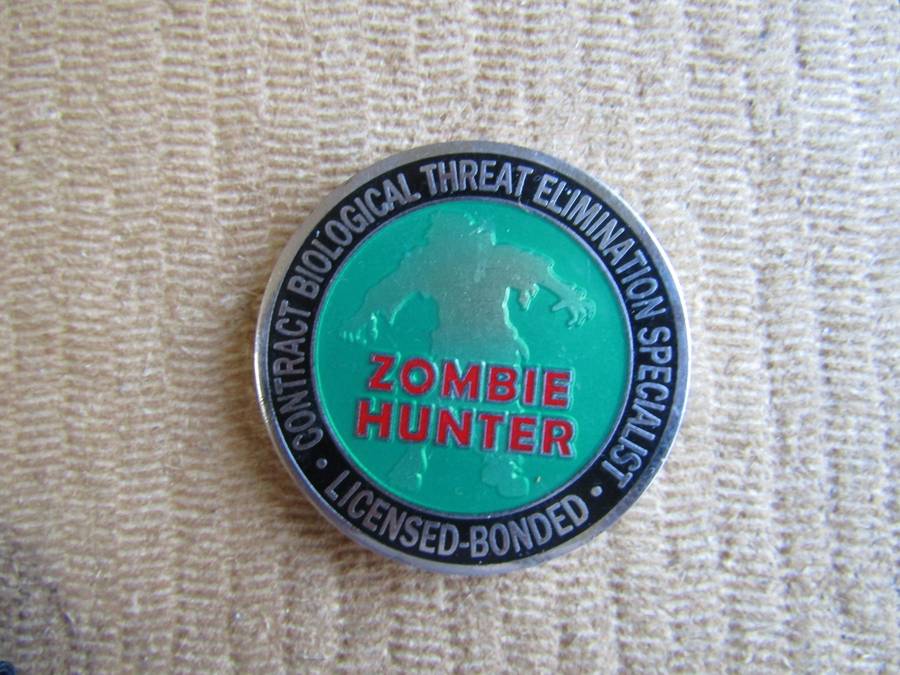 CONTRACT BIOLOGICAL THREAT ELIMINATION SPECIALIST
ZOMBIE
HUNTER
• LICENSED-BONDED •